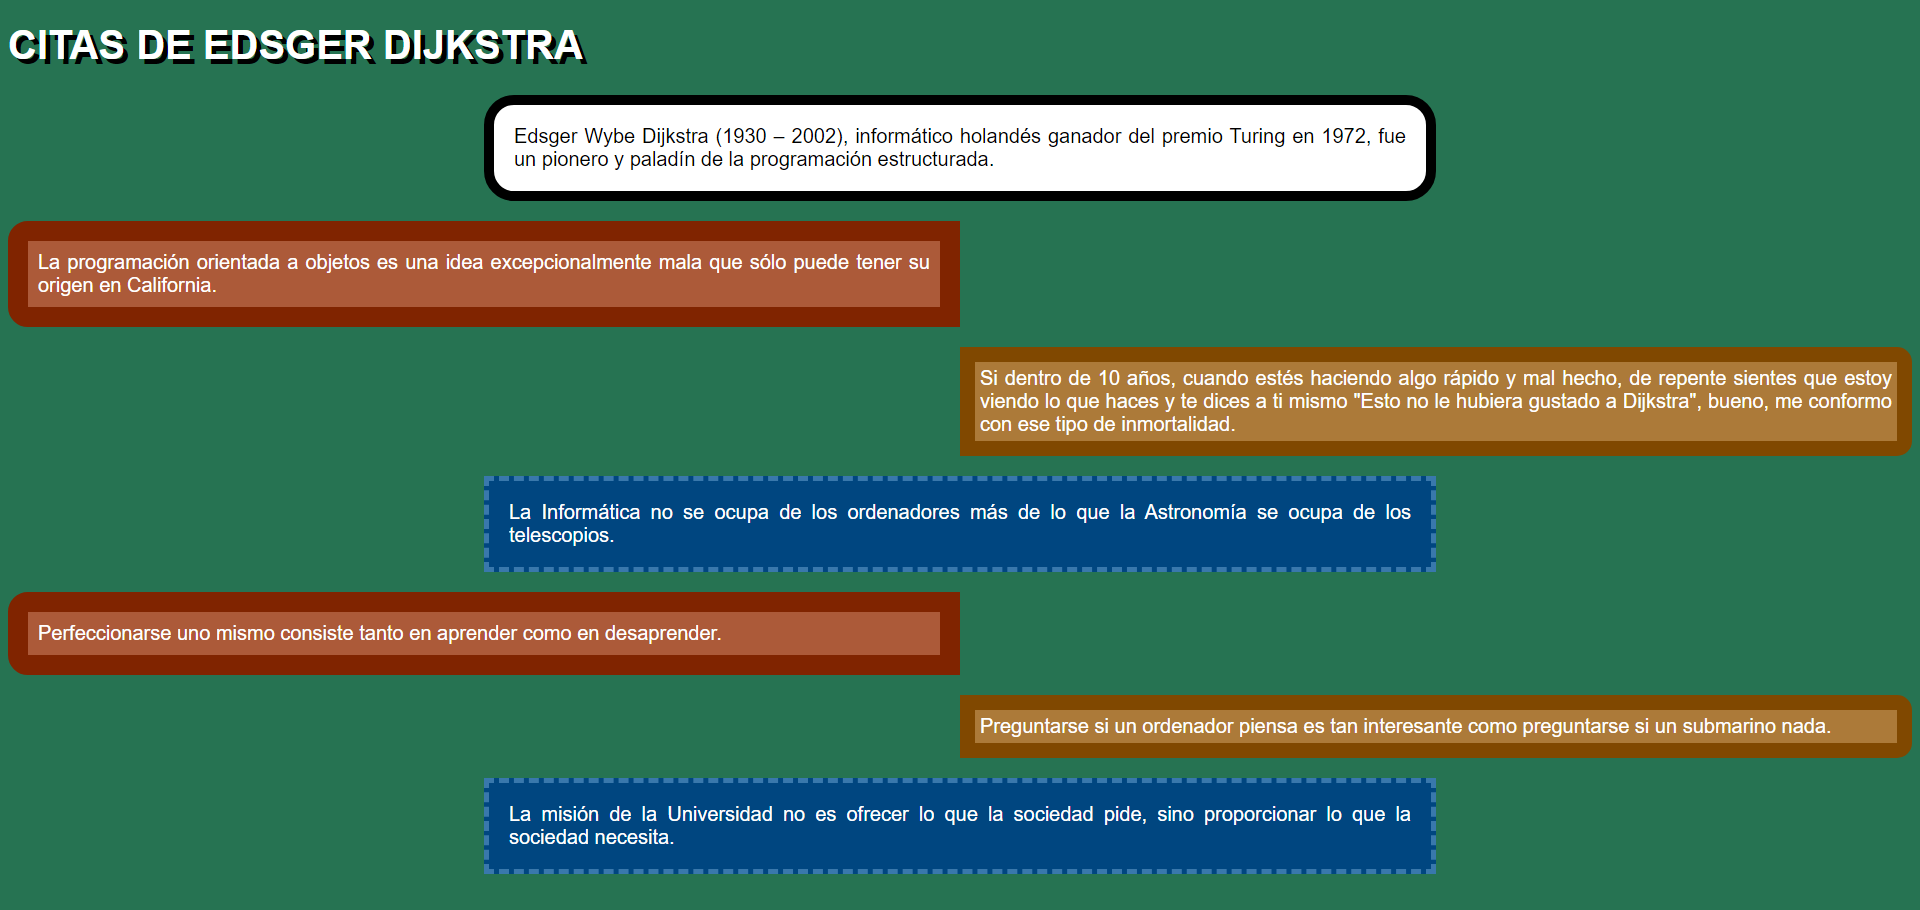 CITAS DE EDSGER DIJKSTRA
Edsger Wybe Dijkstra (1930 – 2002), informático holandés ganador del premio Turing en 1972, fue
un pionero y paladín de la programación estructurada.
La programación orientada a objetos es una idea excepcionalmente mala que sólo puede tener su
origen en California.
Si dentro de 10 años, cuando estés haciendo algo rápido y mal hecho, de repente sientes que estoy
viendo lo que haces y te dices a ti mismo "Esto no le hubiera gustado a Dijkstra", bueno, me conformo
con ese tipo de inmortalidad.
La Informática no se ocupa de los ordenadores más de lo que la Astronomía se ocupa de los
telescopios.
Perfeccionarse uno mismo consiste tanto en aprender como en desaprender.
Preguntarse si un ordenador piensa es tan interesante como preguntarse si un submarino nada.
La misión de la Universidad no es ofrecer lo que la sociedad pide, sino proporcionar lo que la
sociedad necesita.